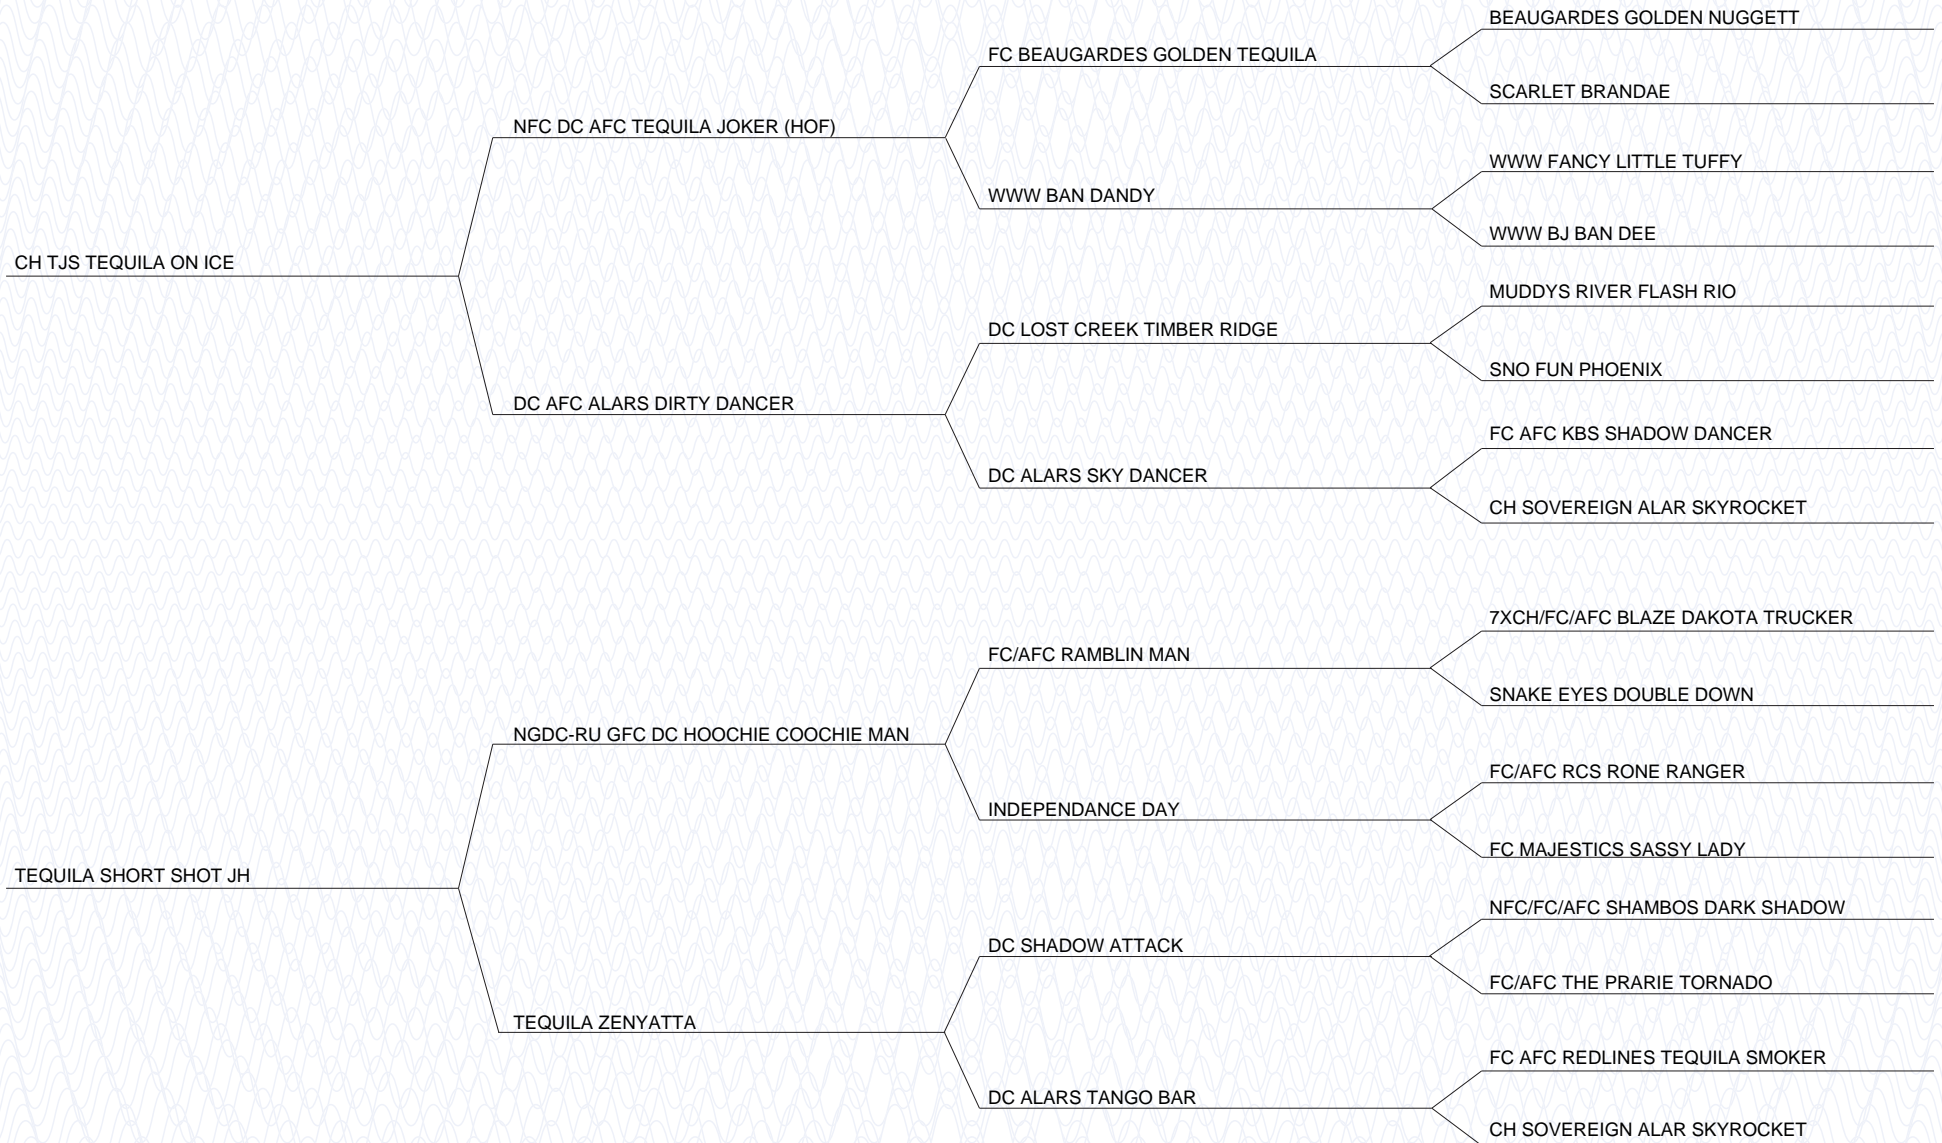 BEAUGARDES GOLDEN NUGGETT
FC BEAUGARDES GOLDEN TEQUILA
SCARLET BRANDAE
NFC DC AFC TEQUILA JOKER (HOF)
WWW FANCY LITTLE TUFFY
WWW BAN DANDY
WWW BJ BAN DEE
CH TJS TEQUILA ON ICE
MUDDYS RIVER FLASH RIO
DC LOST CREEK TIMBER RIDGE
SNO FUN PHOENIX
DC AFC ALARS DIRTY DANCER
FC AFC KBS SHADOW DANCER
DC ALARS SKY DANCER
CH SOVEREIGN ALAR SKYROCKET
7XCH/FC/AFC BLAZE DAKOTA TRUCKER
FC/AFC RAMBLIN MAN
SNAKE EYES DOUBLE DOWN
NGDC-RU GFC DC HOOCHIE COOCHIE MAN
FC/AFC RCS RONE RANGER
INDEPENDANCE DAY
FC MAJESTICS SASSY LADY
TEQUILA SHORT SHOT JH
NFC/FC/AFC SHAMBOS DARK SHADOW
DC SHADOW ATTACK
FC/AFC THE PRARIE TORNADO
TEQUILA ZENYATTA
FC AFC REDLINES TEQUILA SMOKER
DC ALARS TANGO BAR
CH SOVEREIGN ALAR SKYROCKET